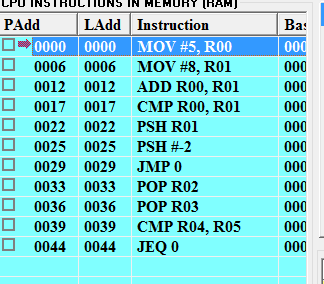 CPU INSTRUCTIONS IN MEMORY (RAM)
PAdd LAdd Instruction Bas
0000 0000 MOV #5, R00 000
0006 0006 MOV #8, R01 000
0012 0012 ADD R00, R01 000
0017 0017 CMP R00, R01 000
0022 0022 PSH R01 000
0025 0025 PSH #-2 000
0029 0029 JMP 0 000
0033 0033 POP R02 000
0036 0036 POP R03 000
0039 0039 CMP R04, R05 000
0044 0044 JEQ 0 000